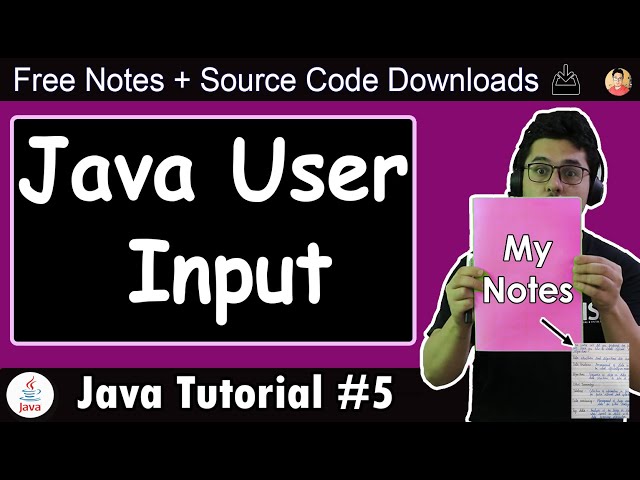 Free Notes + Source Code Downloads
Java User
Input
My
Notes
Java
Java Tutorial #5